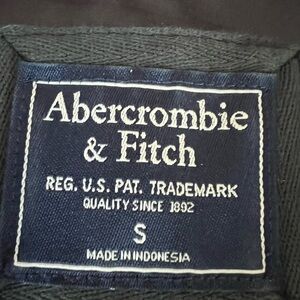 Abercrombie
& Fitch
REG. U.S. PAT. TRADEMARK
QUALITY SINCE 1892
S
MADE IN INDONESIA